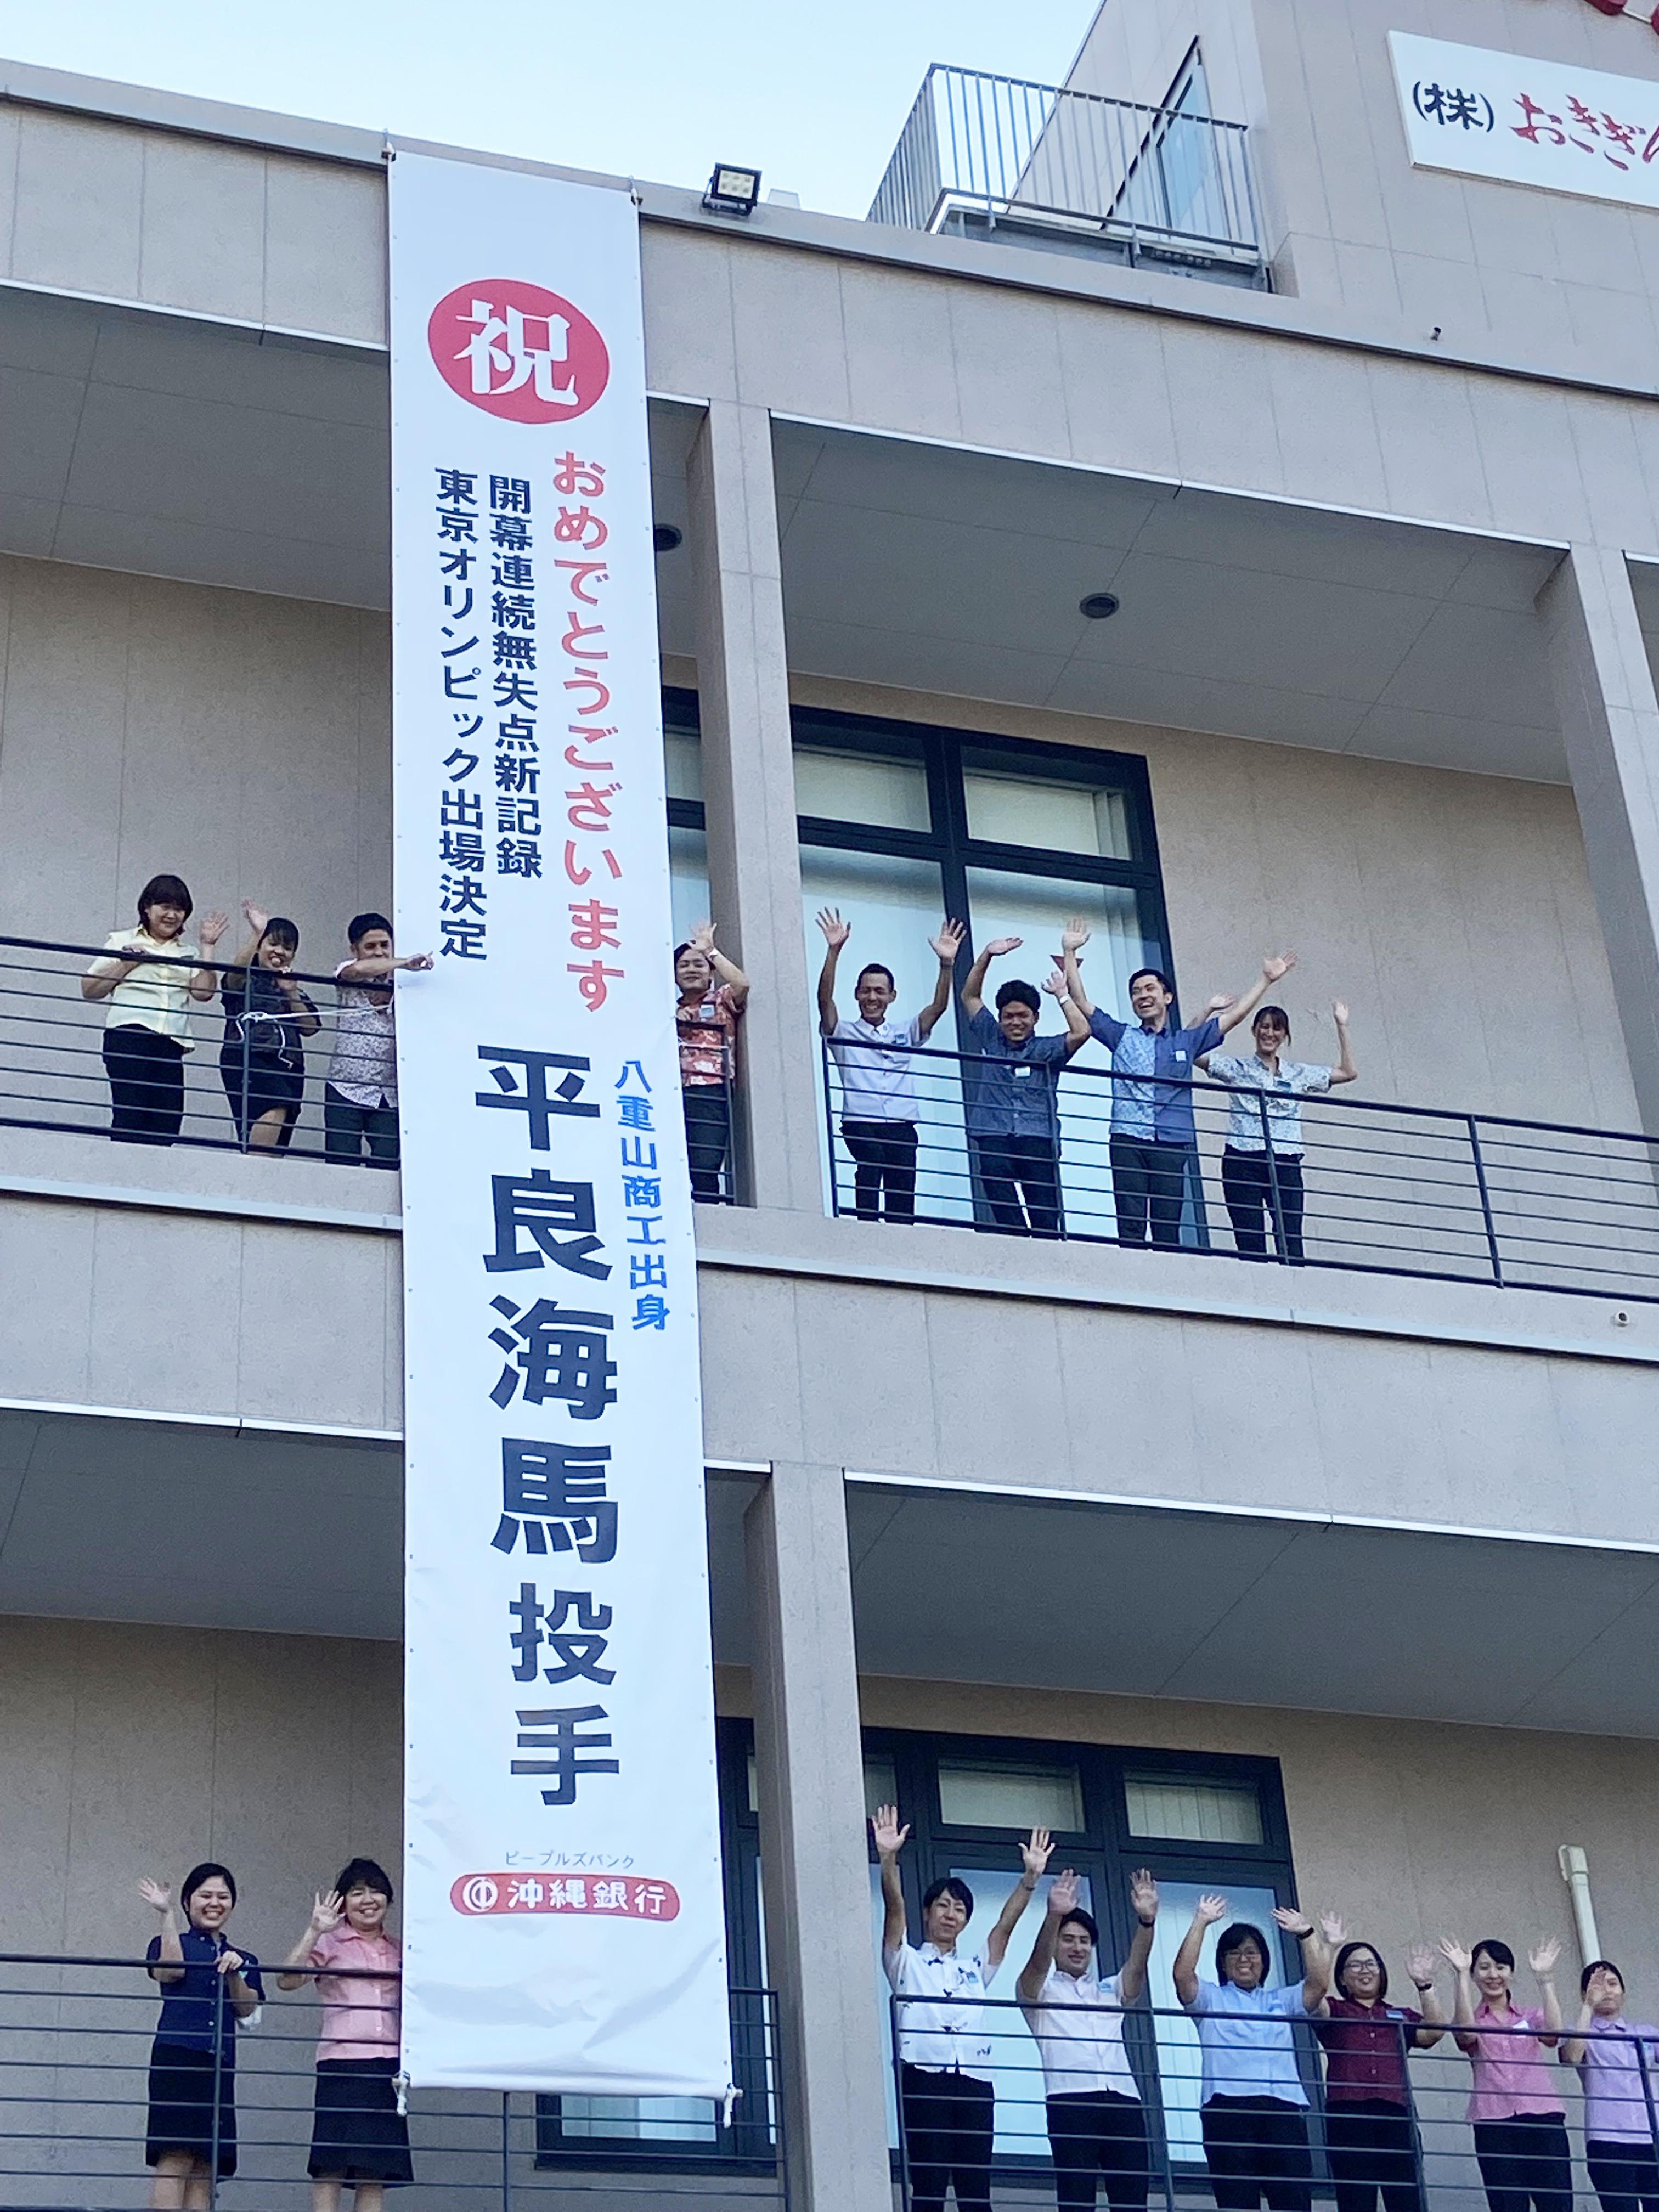 (株)おきぎん
祝
おめでとうございます
開幕連続無失点新記録
東京オリンピック出場決定
八重山商工出身
平良海馬投手
ピープルズバンク
沖縄銀行